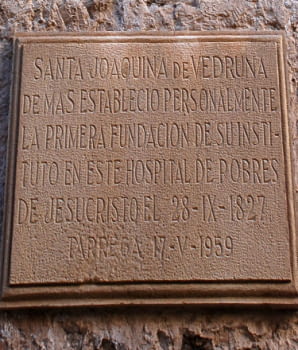 SANTA JOAQUINA DE VEDRUNA
DE MAS ESTABLECIO PERSONALMENTE
LA PRIMERA FUNDACION DE SU INSTI-
TUTO EN ESTE HOSPITAL DE POBRES
DE JESUCRISTO EL 28-IX-1827
TARREGA 17-V-1959